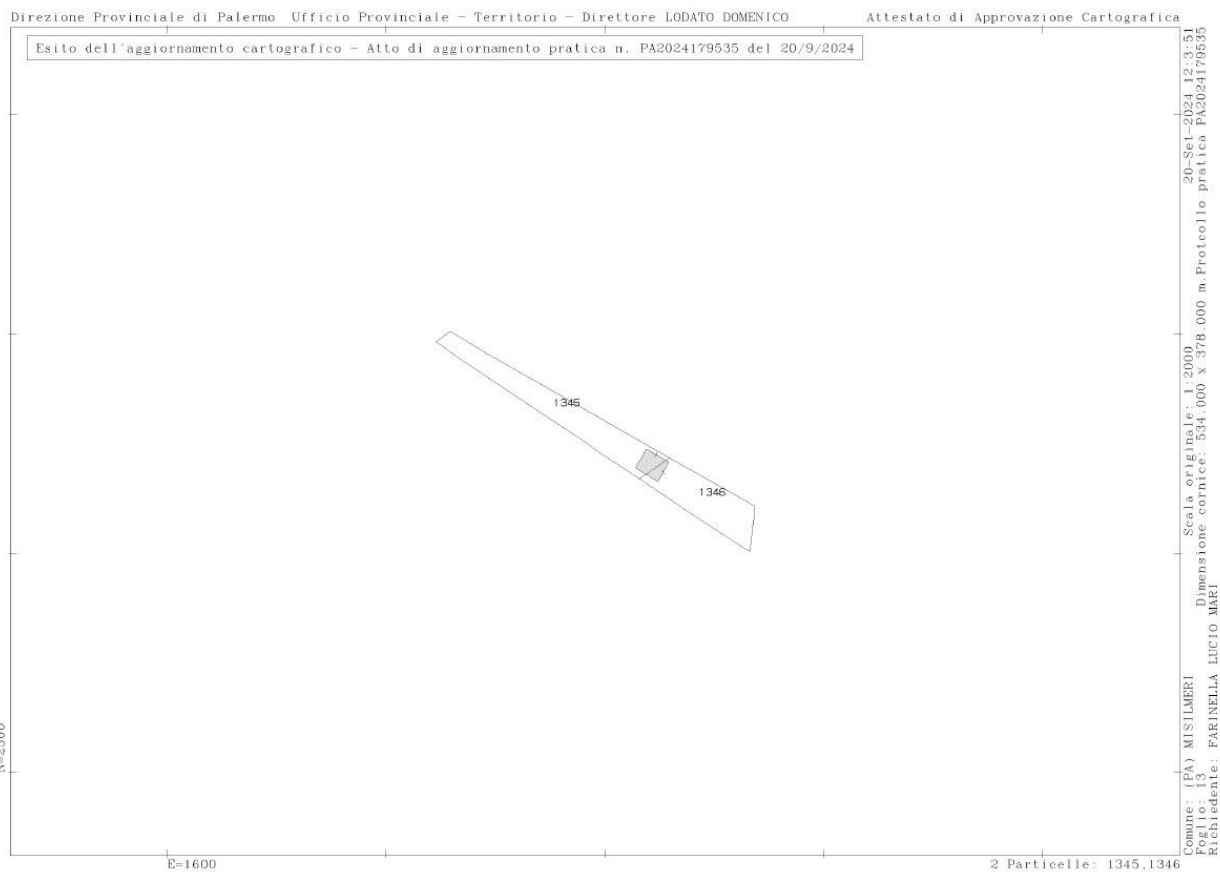 Direzione Provinciale di Palermo Ufficio Provinciale - Territorio - Direttore LODATO DOMENICO
Attestato di Approvazione Cartografica
Esito dell'aggiornamento cartografico - Atto di aggiornamento pratica n. PA2024179535 del 20/9/2024
1345
1346
N=2500
E=1600
2 Particelle: 1345,1346
Comune: (PA) MISILMERI
Foglio: 13
Richiedente: FARINELLA LUCIO MARI
Scala originale: 1:2000
Dimensione cornice: 534.000 x 378.000 m.
20-Set-2024 12:3:51
Protcollo pratica PA2024179535